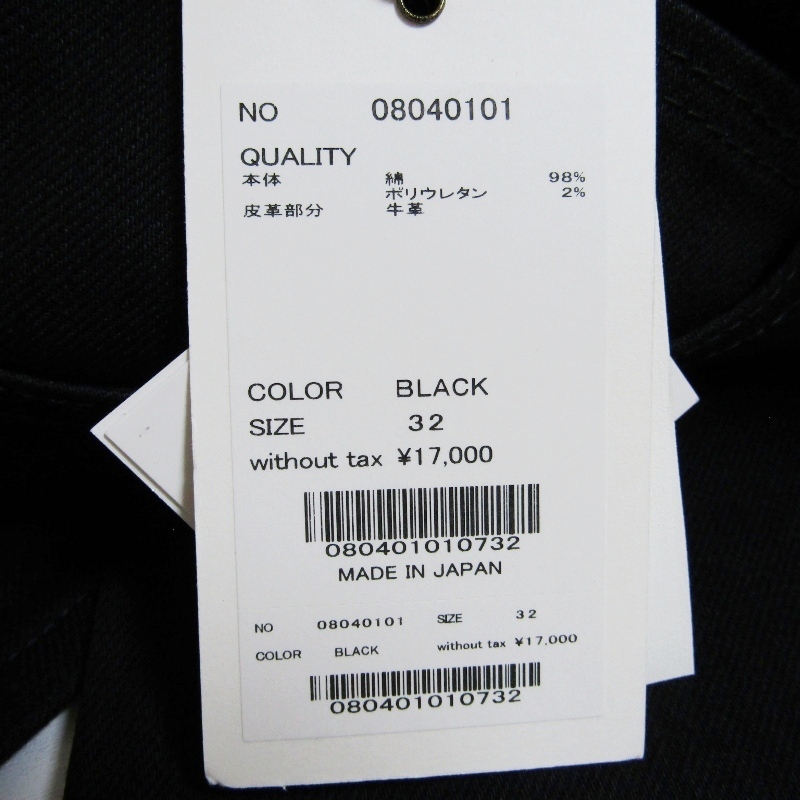 NO 08040101
QUALITY
本体 綿 98%
ポリウレタン 2%
皮革部分 牛革
COLOR BLACK
SIZE 32
without tax ¥17,000
080401010732
MADE IN JAPAN
NO 08040101 SIZE 32
COLOR BLACK without tax ¥17,000
080401010732